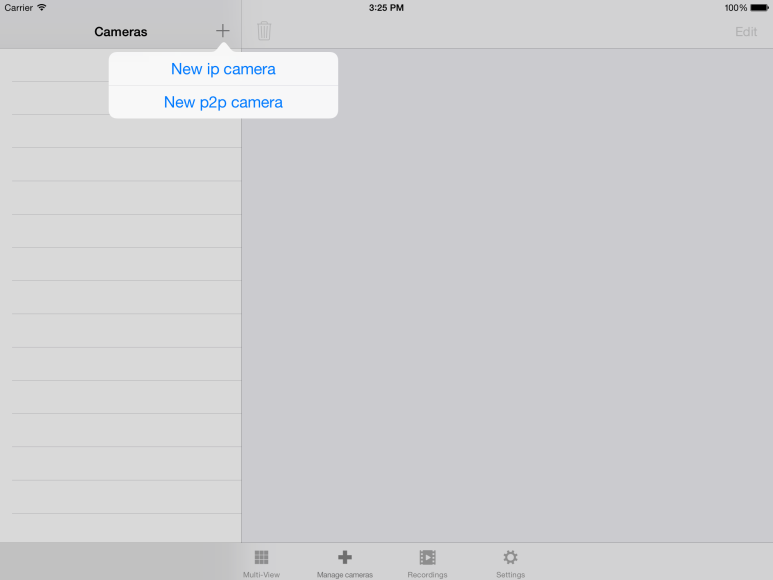 Carrier 3:25 PM 100%
Cameras Edit
New ip camera
New p2p camera
Multi-View Manage cameras Recordings Settings